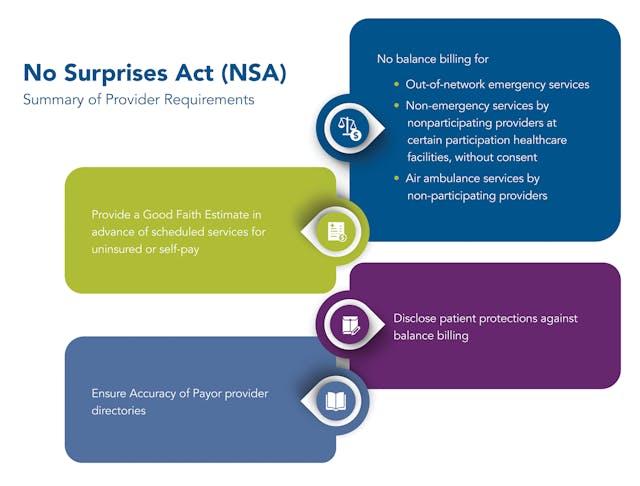 No Surprises Act (NSA)
Summary of Provider Requirements
No balance billing for
• Out-of-network emergency services
• Non-emergency services by
nonparticipating providers at
certain participation healthcare
facilities, without consent
• Air ambulance services by
non-participating providers
Provide a Good Faith Estimate in
advance of scheduled services for
uninsured or self-pay
Disclose patient protections against
balance billing
Ensure Accuracy of Payor provider
directories